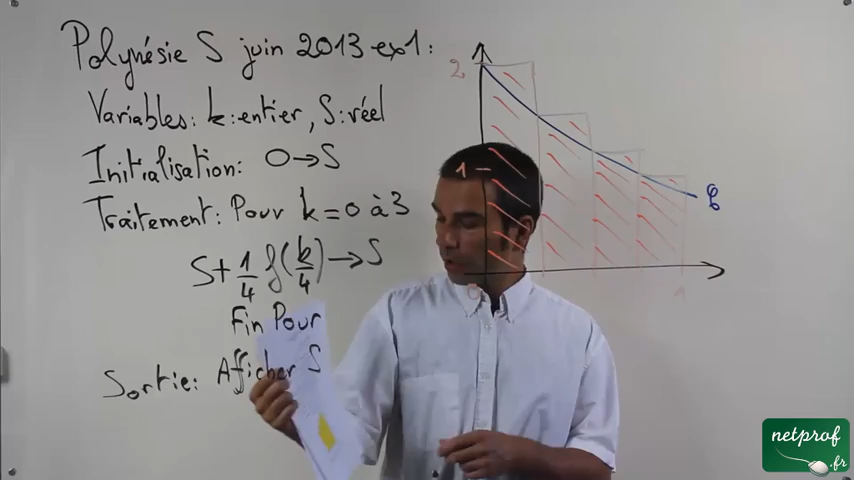 Polynésie S juin 2013 ex1:
Variables: k:entier, S:réel
Initialisation: 0→S
Traitement: Pour k=0 à 3
S+1/4 f(k/4)→S
Fin Pour
Sortie: Afficher S
2
1
0
1
C
netprof
.fr